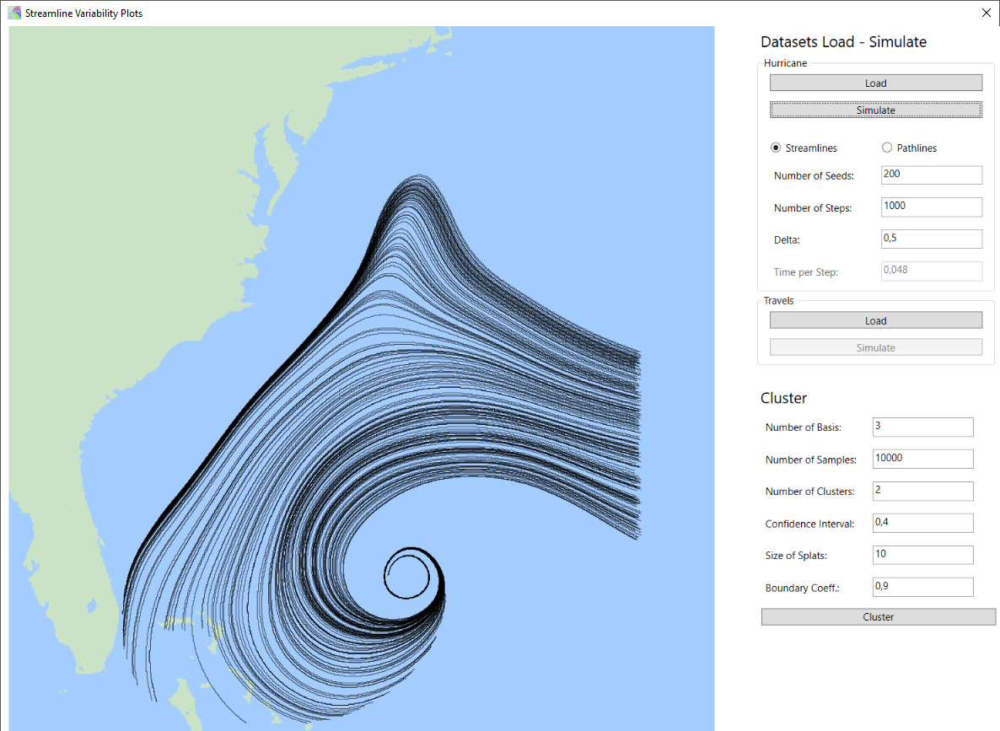 Streamline Variability Plots
Datasets Load - Simulate
Hurricane
Load
Simulate
Streamlines Pathlines
Number of Seeds: 200
Number of Steps: 1000
Delta: 0,5
Time per Step: 0,048
Travels
Load
Simulate
Cluster
Number of Basis: 3
Number of Samples: 10000
Number of Clusters: 2
Confidence Interval: 0,4
Size of Splats: 10
Boundary Coeff.: 0,9
Cluster